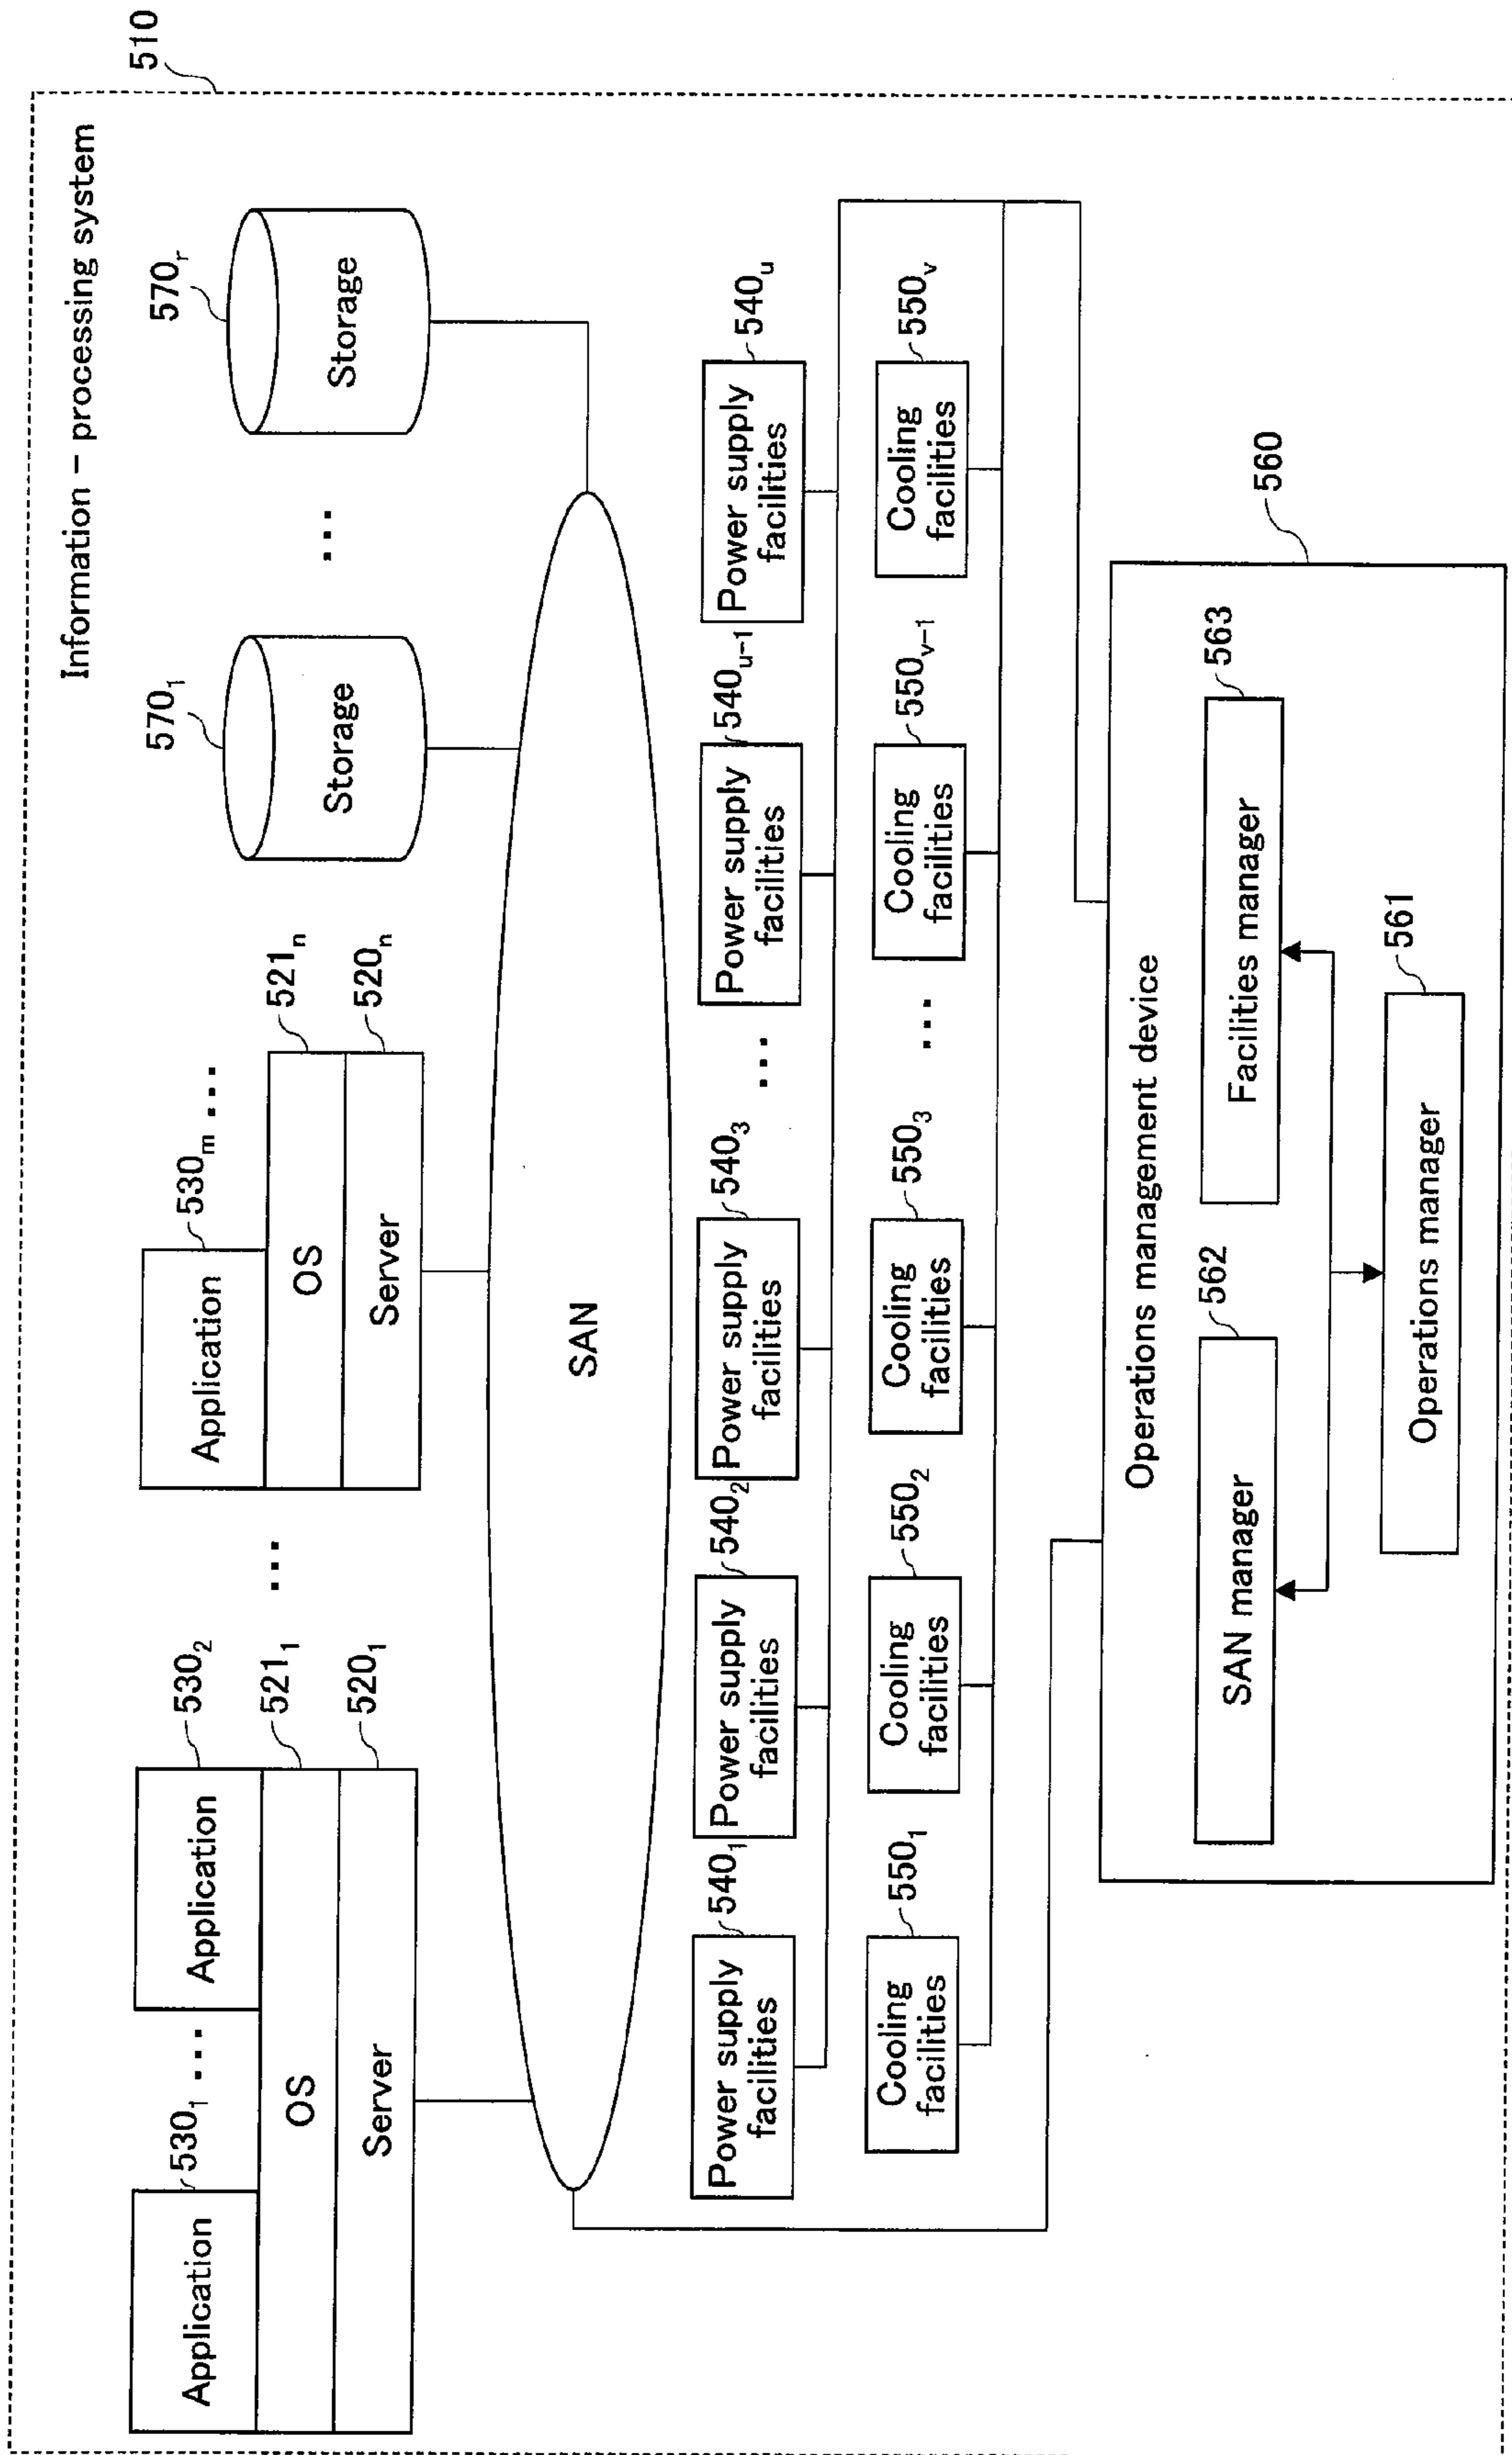 510
Information – processing system
530₁
530₂
530ₘ
570₁
570ᵣ
...
...
Application
Application
Application
Storage
Storage
521₁
...
521ₙ
...
OS
OS
520₁
520ₙ
Server
Server
SAN
540₁
540₂
540₃
540ᵤ₋₁
540ᵤ
Power supply
facilities
Power supply
facilities
Power supply
facilities
...
Power supply
facilities
Power supply
facilities
550₁
550₂
550₃
550ᵥ₋₁
550ᵥ
Cooling
facilities
Cooling
facilities
Cooling
facilities
...
Cooling
facilities
Cooling
facilities
560
Operations management device
562
563
SAN manager
Facilities manager
561
Operations manager